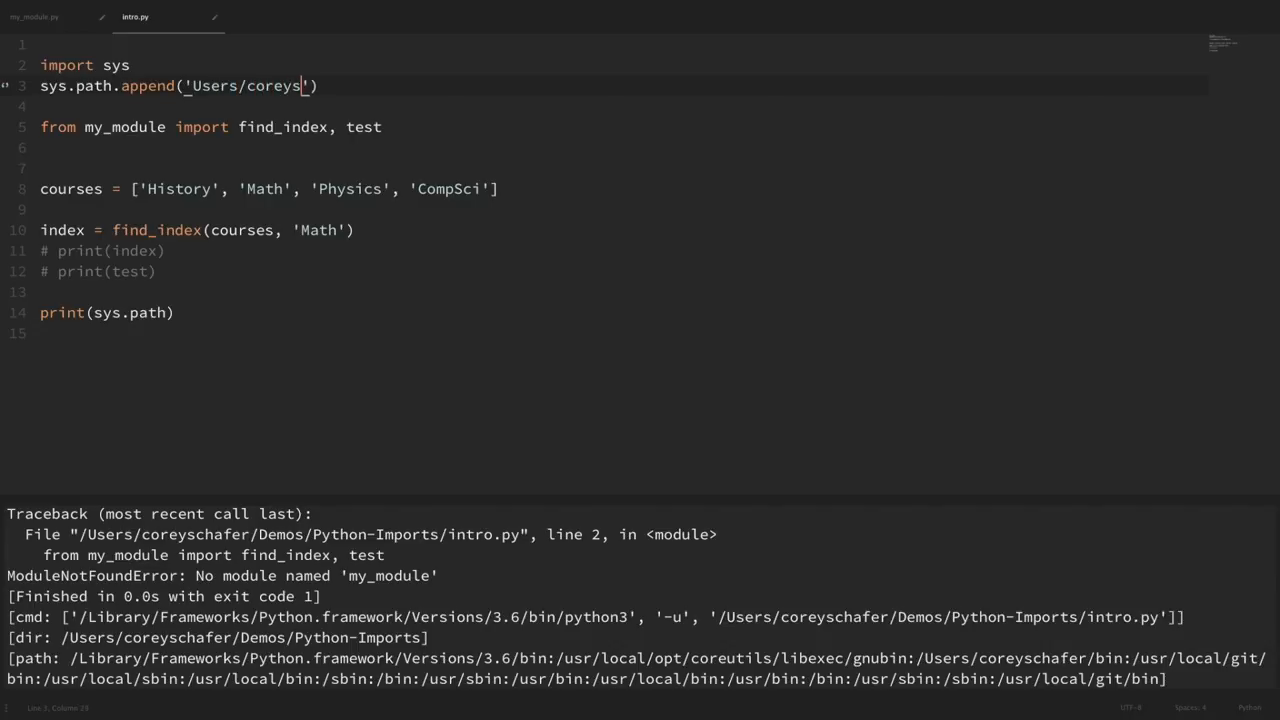 my_module.py
intro.py
1
2 import sys
3 sys.path.append('Users/coreys')
4
5 from my_module import find_index, test
6
7
8 courses = ['History', 'Math', 'Physics', 'CompSci']
9
10 index = find_index(courses, 'Math')
11 # print(index)
12 # print(test)
13
14 print(sys.path)
15
Traceback (most recent call last):
File "/Users/coreyschafer/Demos/Python-Imports/intro.py", line 2, in <module>
from my_module import find_index, test
ModuleNotFoundError: No module named 'my_module'
[Finished in 0.0s with exit code 1]
[cmd: ['/Library/Frameworks/Python.framework/Versions/3.6/bin/python3', '-u', '/Users/coreyschafer/Demos/Python-Imports/intro.py']]
[dir: /Users/coreyschafer/Demos/Python-Imports]
[path: /Library/Frameworks/Python.framework/Versions/3.6/bin:/usr/local/opt/coreutils/libexec/gnubin:/Users/coreyschafer/bin:/usr/local/git/
bin:/usr/local/sbin:/usr/local/bin:/sbin:/bin:/usr/sbin:/usr/bin:/usr/local/bin:/usr/bin:/bin:/usr/sbin:/sbin:/usr/local/git/bin]
Line 3, Column 29
UTF-8
Spaces: 4
Python